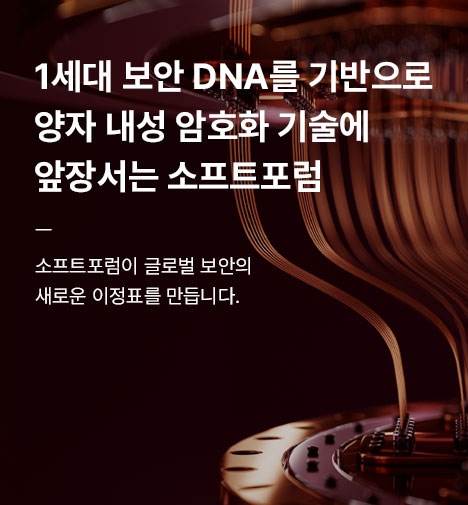 1세대 보안 DNA를 기반으로
양자 내성 암호화 기술에
앞장서는 소프트포럼
—
소프트포럼이 글로벌 보안의
새로운 이정표를 만듭니다.